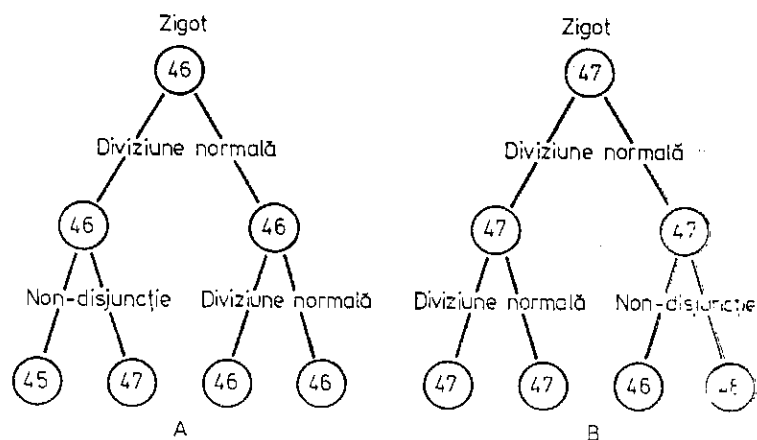 Zigot
46
Diviziune normală
46 46
Non-disjuncție Diviziune normală
45 47 46 46
A
Zigot
47
Diviziune normală
47 47
Diviziune normală Non-disjuncție
47 47 46
B